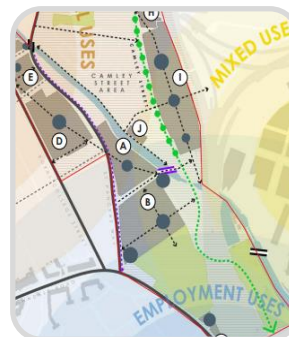 H
L USES
MIXED USE
E
I
CAMLEY
STREET
AREA
D
J
A
B
EMPLOYMENT USES